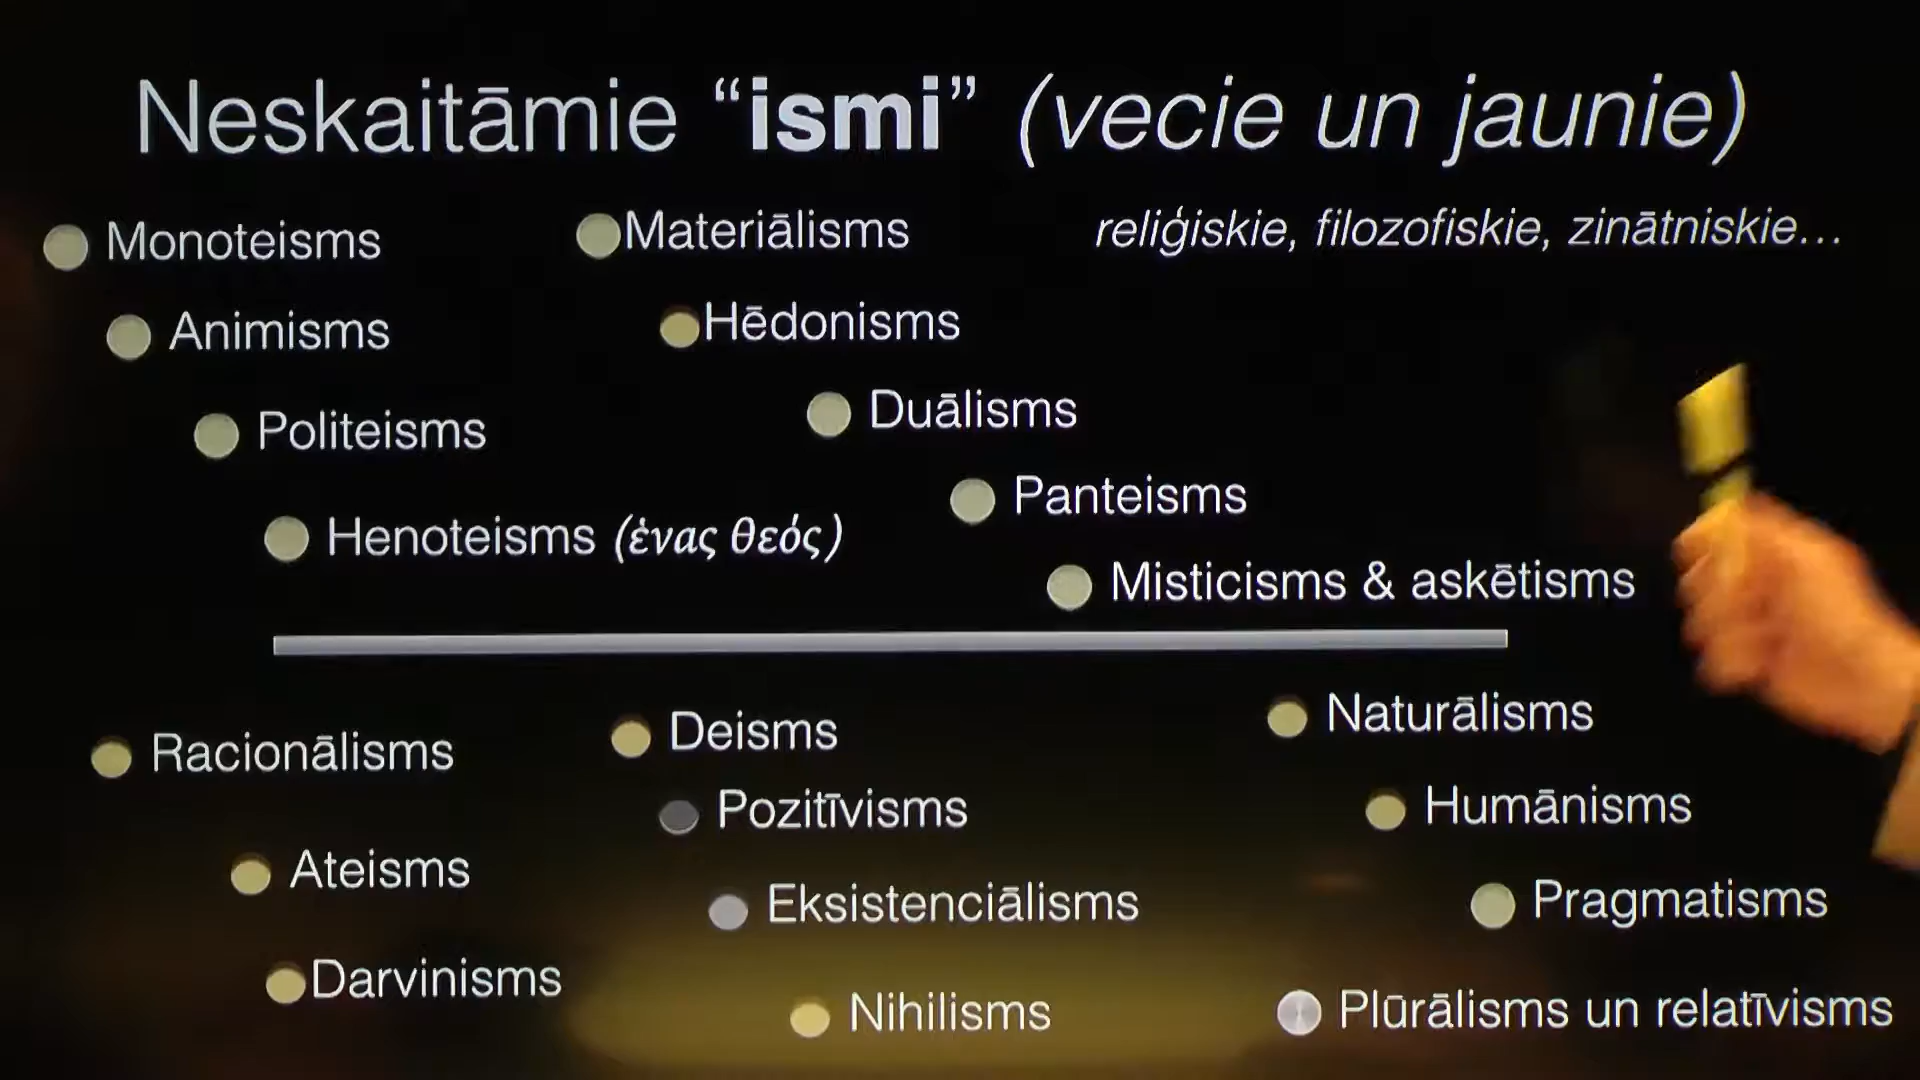 Neskaitāmie “ismi” (vecie un jaunie)
reliģiskie, filozofiskie, zinātniskie...
Monoteisms
Animisms
Politeisms
Henoteisms (ἑνας θεός)
Materiālisms
Hēdonisms
Duālisms
Panteisms
Misticisms & askētisms
Racionālisms
Ateisms
Darvinisms
Deisms
Pozitīvisms
Eksistenciālisms
Nihilisms
Naturālisms
Humānisms
Pragmatisms
Plūrālisms un relatīvisms